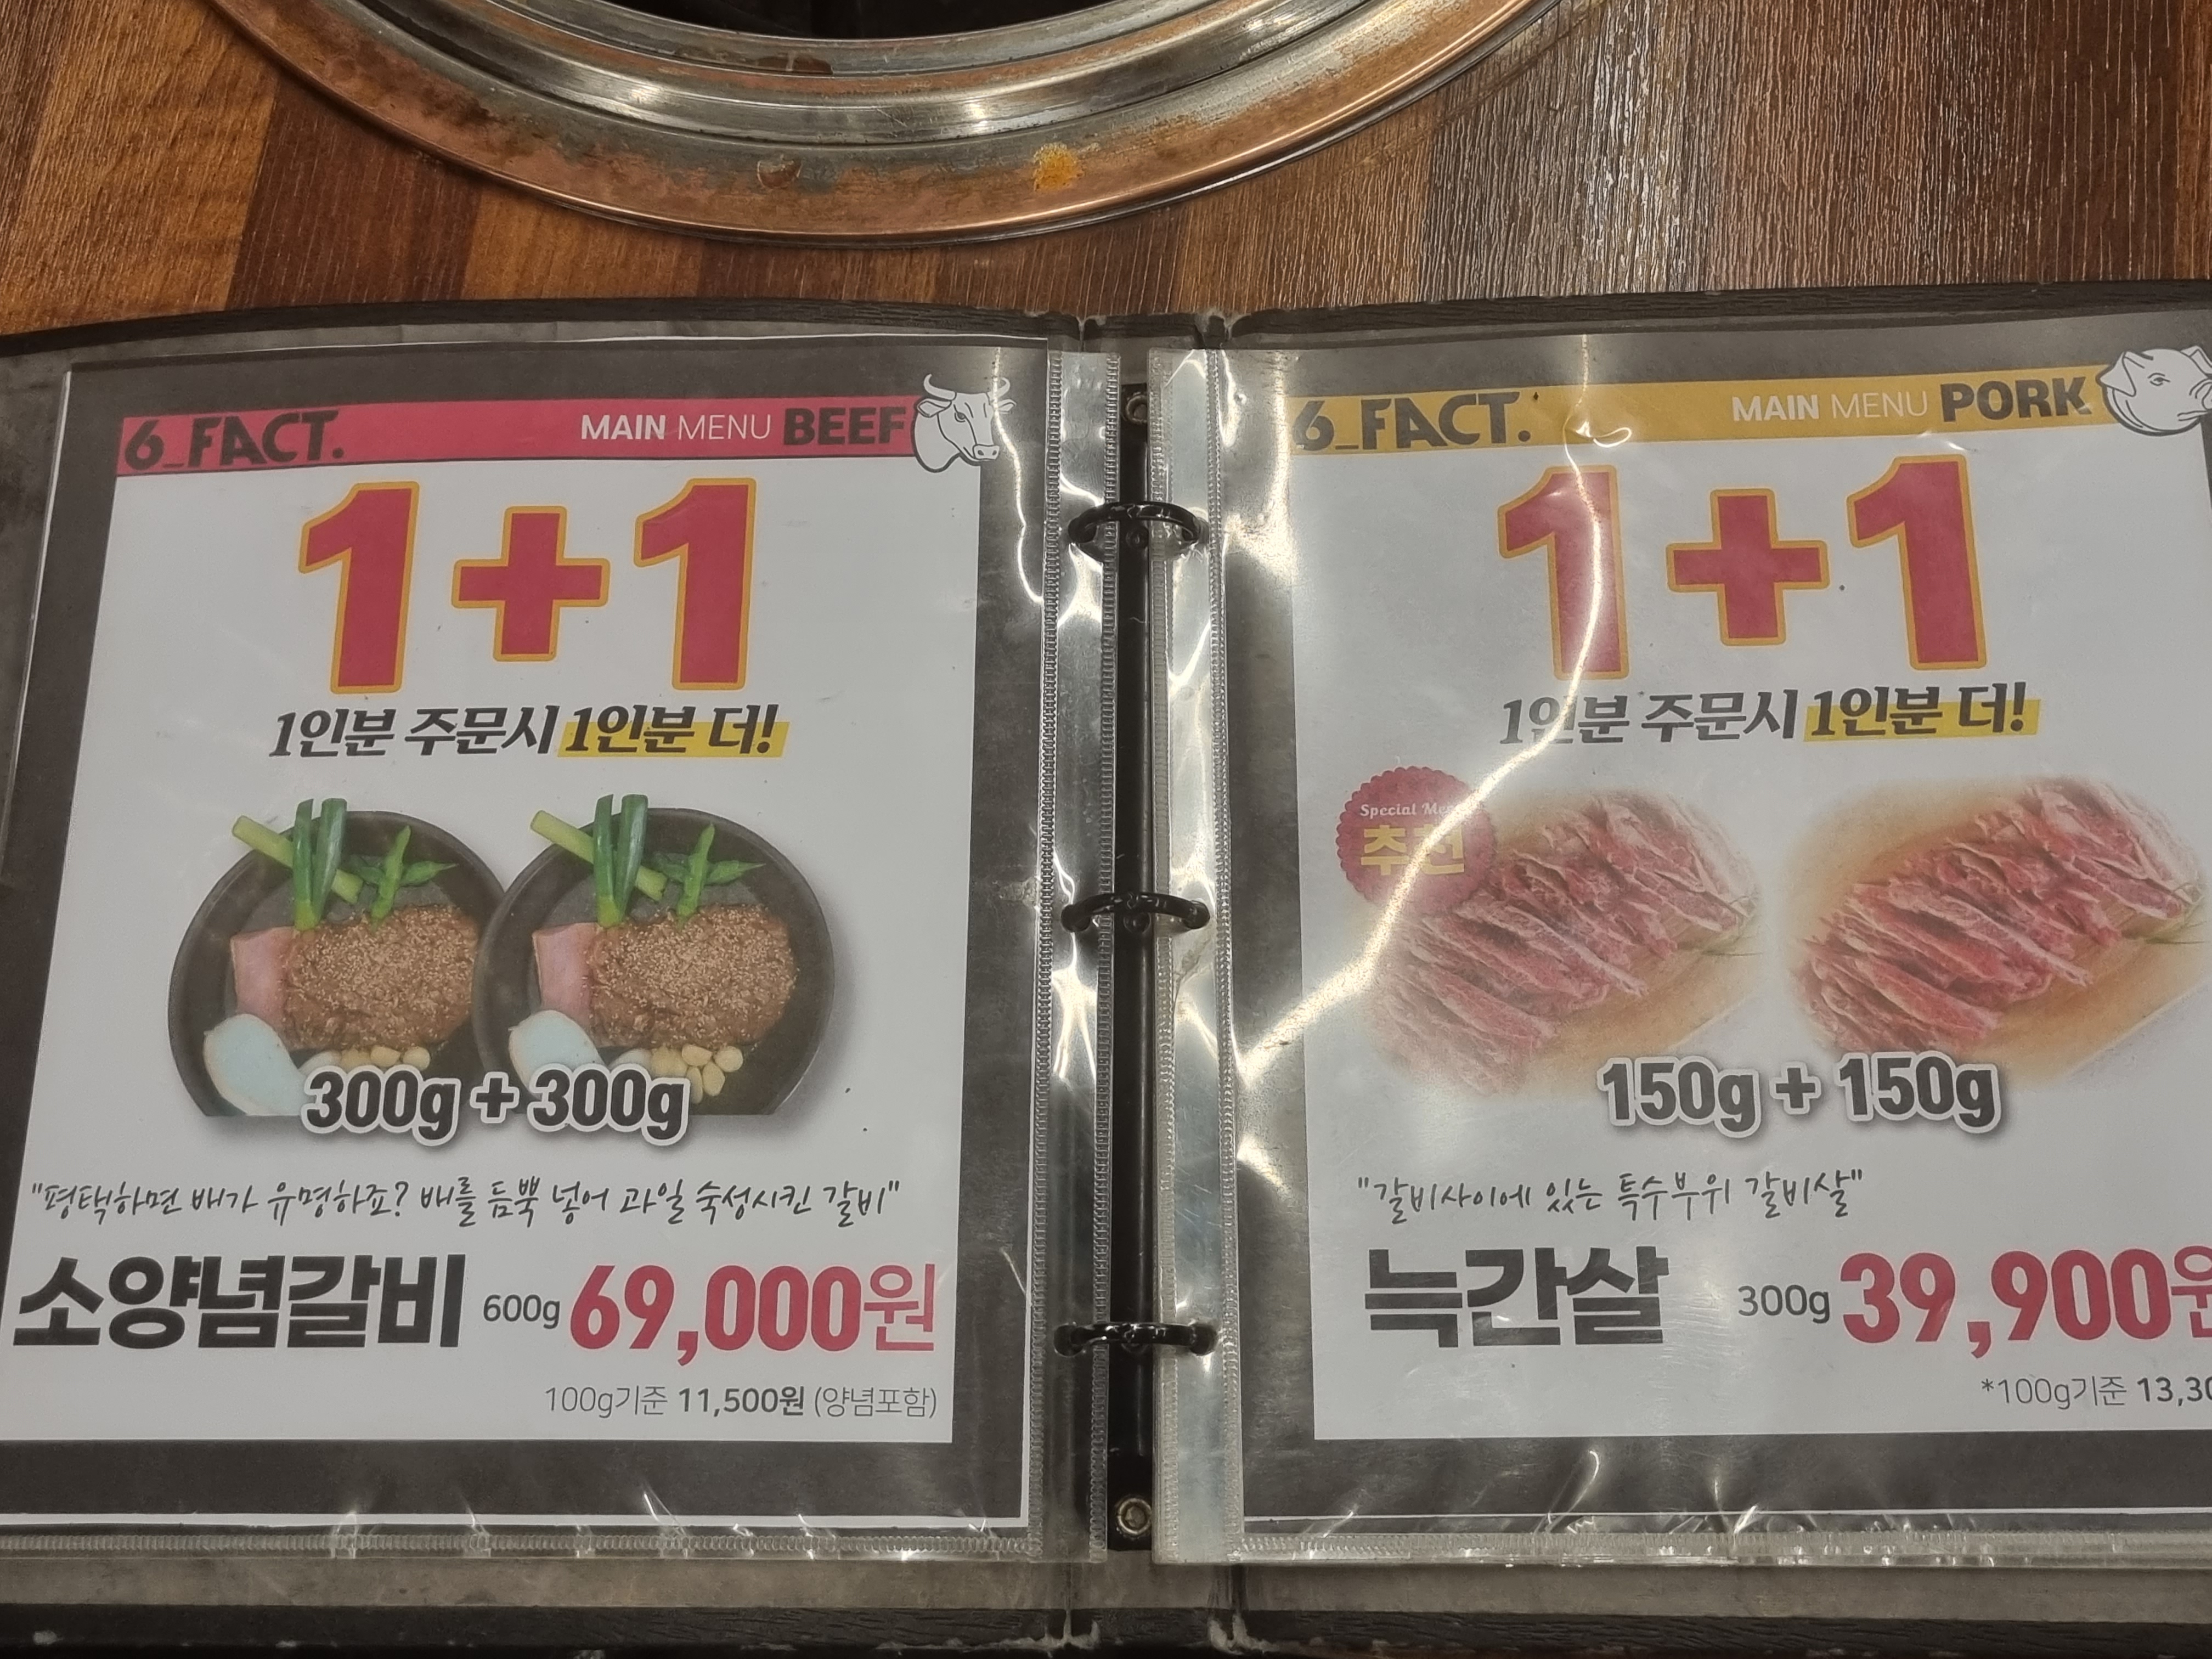 6_FACT.
MAIN MENU BEEF
1+1
1인분 주문시 1인분 더!
300g + 300g
"평택하면 배가 유명하죠? 배를 듬뿍 넣어 과일 숙성시킨 갈비"
소양념갈비 600g 69,000원
100g기준 11,500원 (양념포함)
6_FACT.
MAIN MENU PORK
1+1
1인분 주문시 1인분 더!
Special
추천
150g + 150g
"갈비사이에 있는 특수부위 갈비살"
늑간살 300g 39,900원
*100g기준 13,30